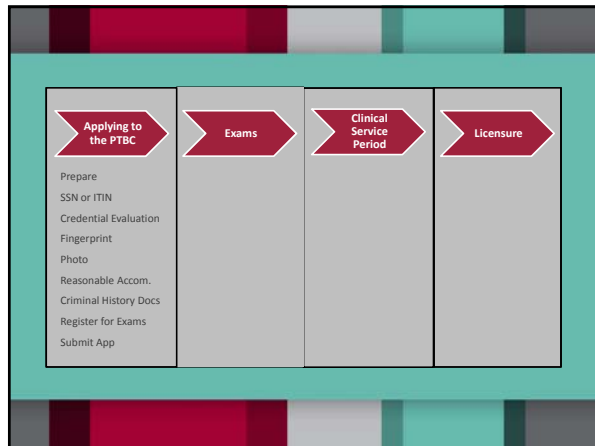 Applying to
the PTBC
Prepare
SSN or ITIN
Credential Evaluation
Fingerprint
Photo
Reasonable Accom.
Criminal History Docs
Register for Exams
Submit App
Exams
Clinical
Service
Period
Licensure